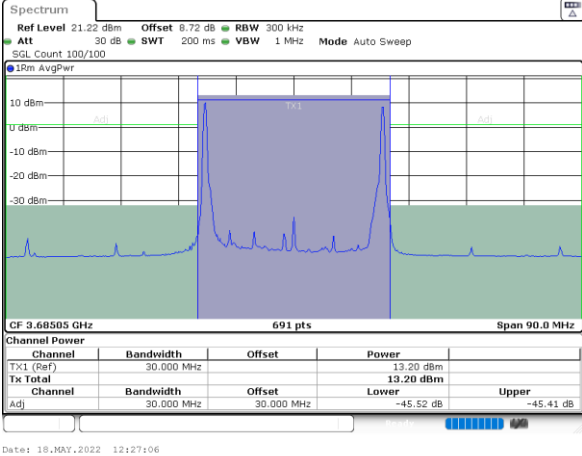 Spectrum
Ref Level 21.22 dBm Offset 8.72 dB RBW 300 kHz
Att 30 dB SWT 200 ms VBW 1 MHz Mode Auto Sweep
SGL Count 100/100
1Rm AvgPwr
10 dBm
TX1
Adj Adj
0 dBm
-10 dBm
-20 dBm
-30 dBm
CF 3.68505 GHz 691 pts Span 90.0 MHz
Channel Power
Channel Bandwidth Offset Power
TX1 (Ref) 30.000 MHz 13.20 dBm
Tx Total 13.20 dBm
Channel Bandwidth Offset Lower Upper
Adj 30.000 MHz 30.000 MHz -45.52 dB -45.41 dB
Ready
Date: 18.MAY.2022 12:27:06